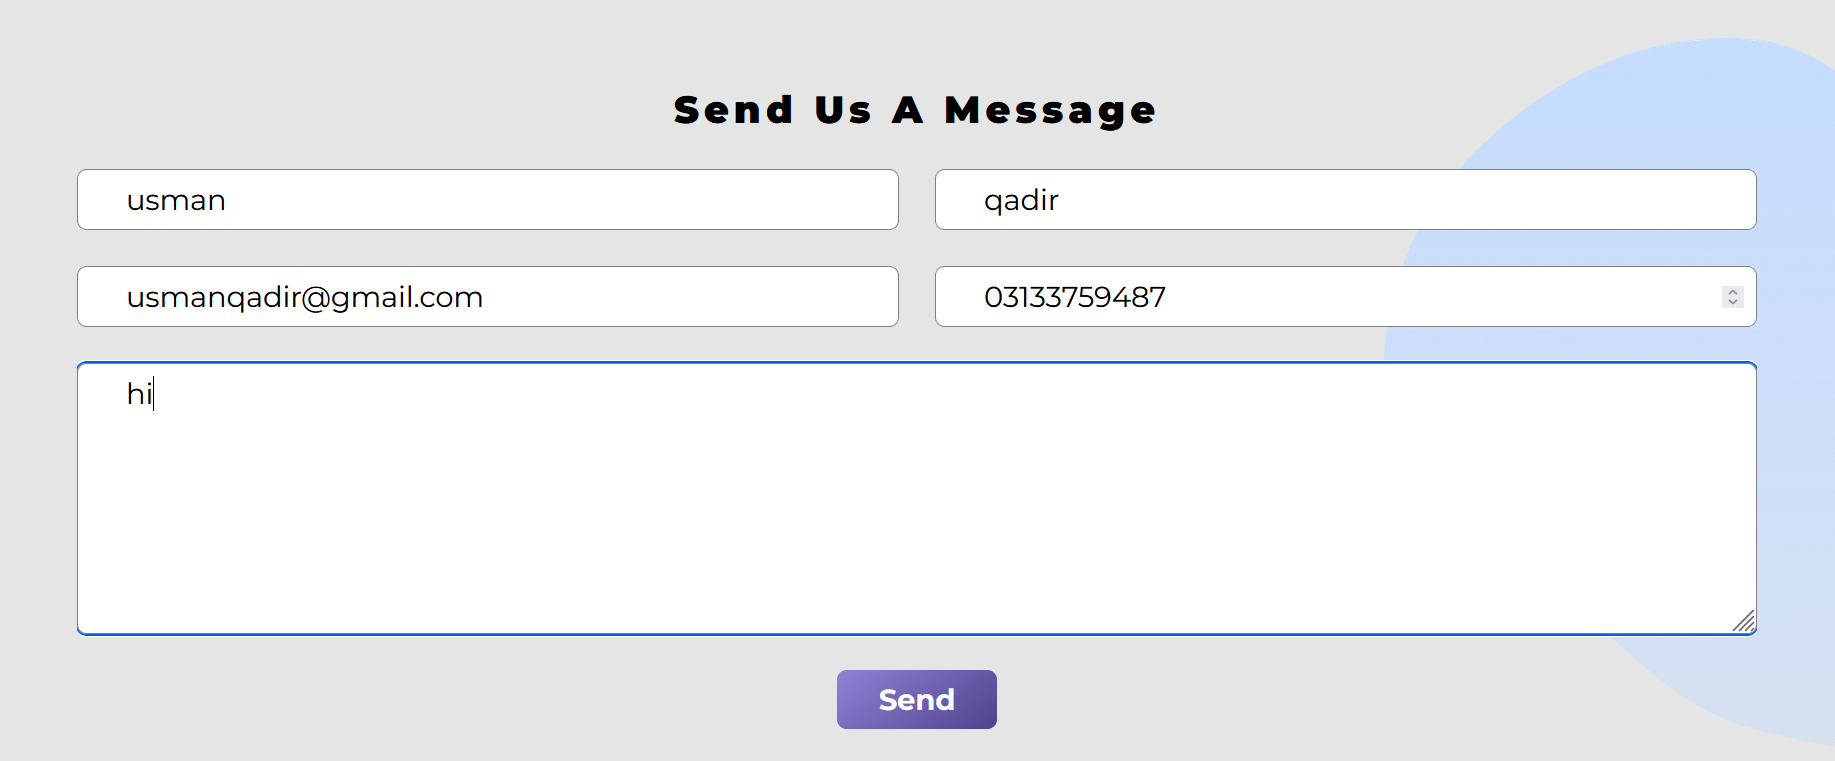 Send Us A Message
usman
qadir
usmanqadir@gmail.com
03133759487
hi
Send